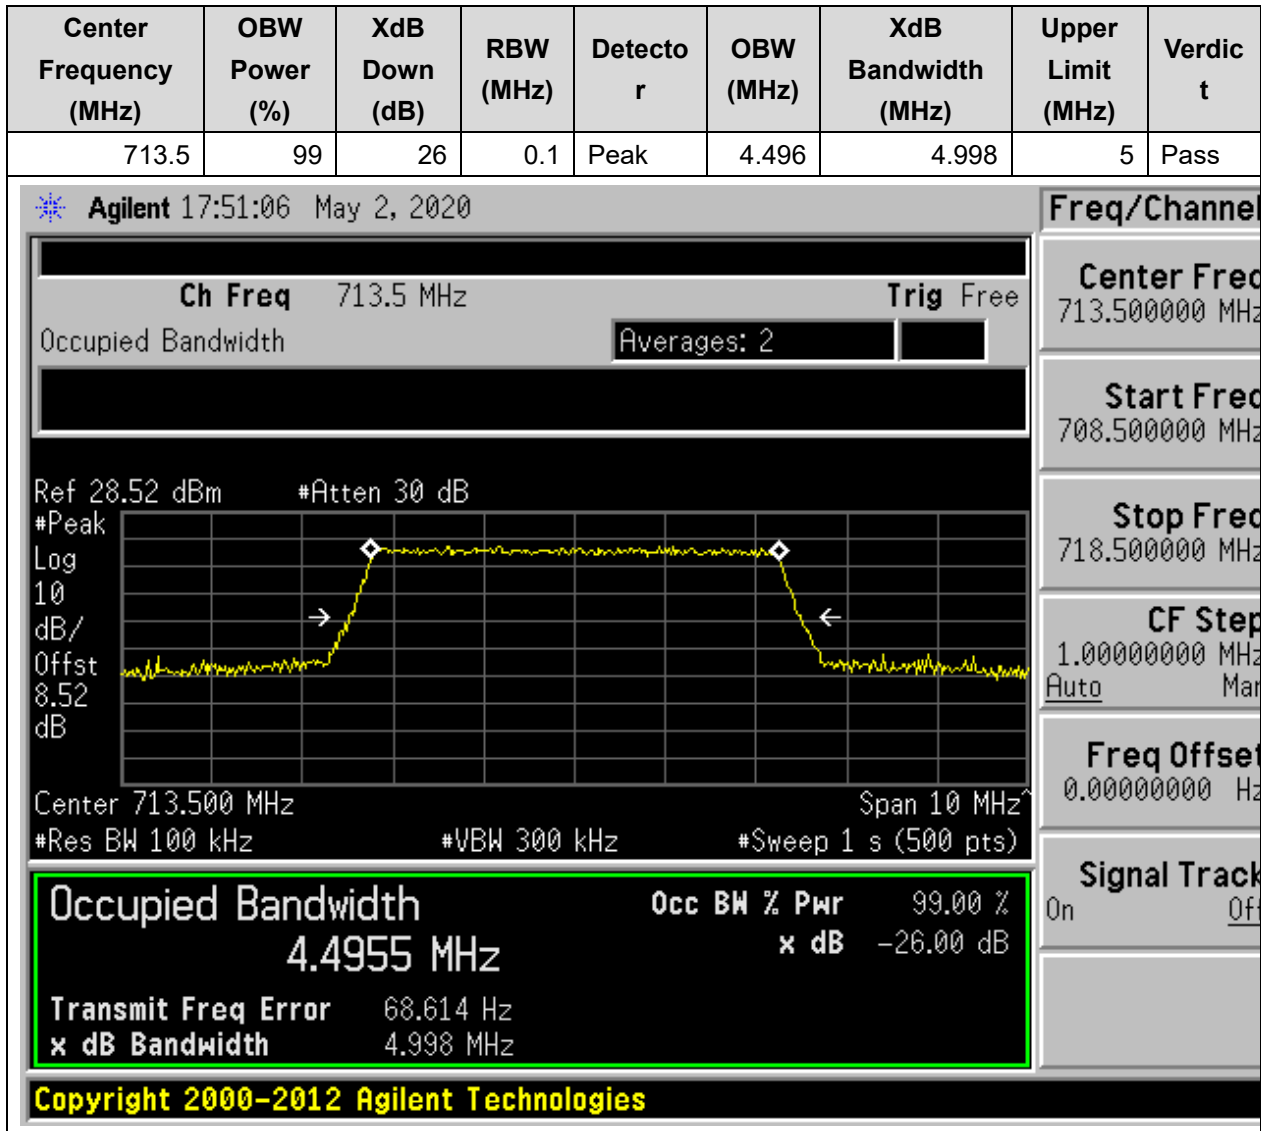 Center Frequency (MHz) OBW Power (%) XdB Down (dB) RBW (MHz) Detecto r OBW (MHz) XdB Bandwidth (MHz) Upper Limit (MHz) Verdic t
713.5 99 26 0.1 Peak 4.496 4.998 5 Pass
Agilent 17:51:06 May 2, 2020
Ch Freq 713.5 MHz Trig Free
Occupied Bandwidth Averages: 2
Ref 28.52 dBm #Atten 30 dB
#Peak
Log
10
dB/
Offst
8.52
dB
Center 713.500 MHz Span 10 MHz^
#Res BW 100 kHz #VBW 300 kHz #Sweep 1 s (500 pts)
Occupied Bandwidth Occ BW % Pwr 99.00 %
4.4955 MHz x dB -26.00 dB
Transmit Freq Error 68.614 Hz
x dB Bandwidth 4.998 MHz
Copyright 2000-2012 Agilent Technologies
Freq/Channel
Center Freq
713.500000 MHz
Start Freq
708.500000 MHz
Stop Freq
718.500000 MHz
CF Step
1.00000000 MHz
Auto Man
Freq Offset
0.00000000 Hz
Signal Track
On Off